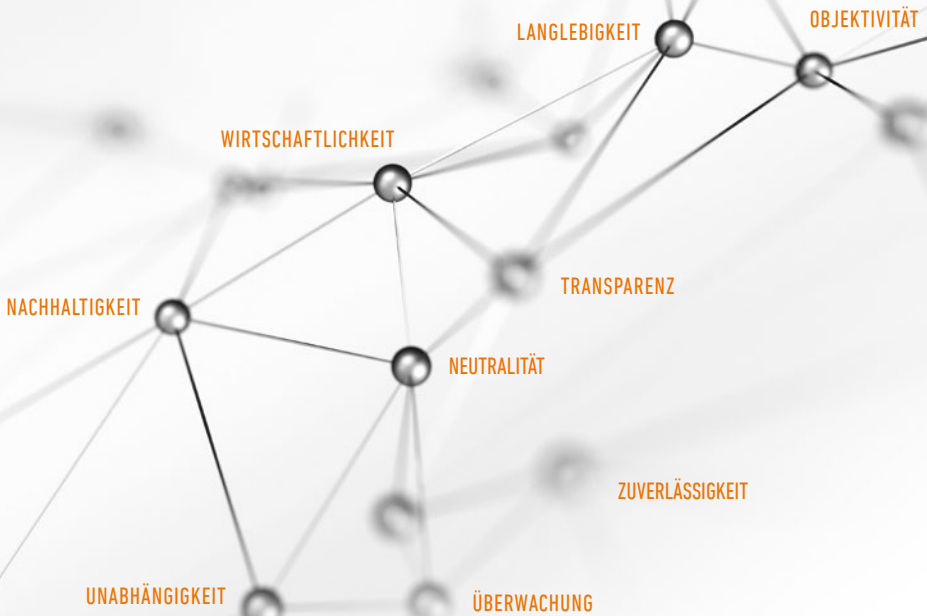 OBJEKTIVITÄT
LANGLEBIGKEIT
WIRTSCHAFTLICHKEIT
TRANSPARENZ
NACHHALTIGKEIT
NEUTRALITÄT
ZUVERLÄSSIGKEIT
UNABHÄNGIGKEIT
ÜBERWACHUNG